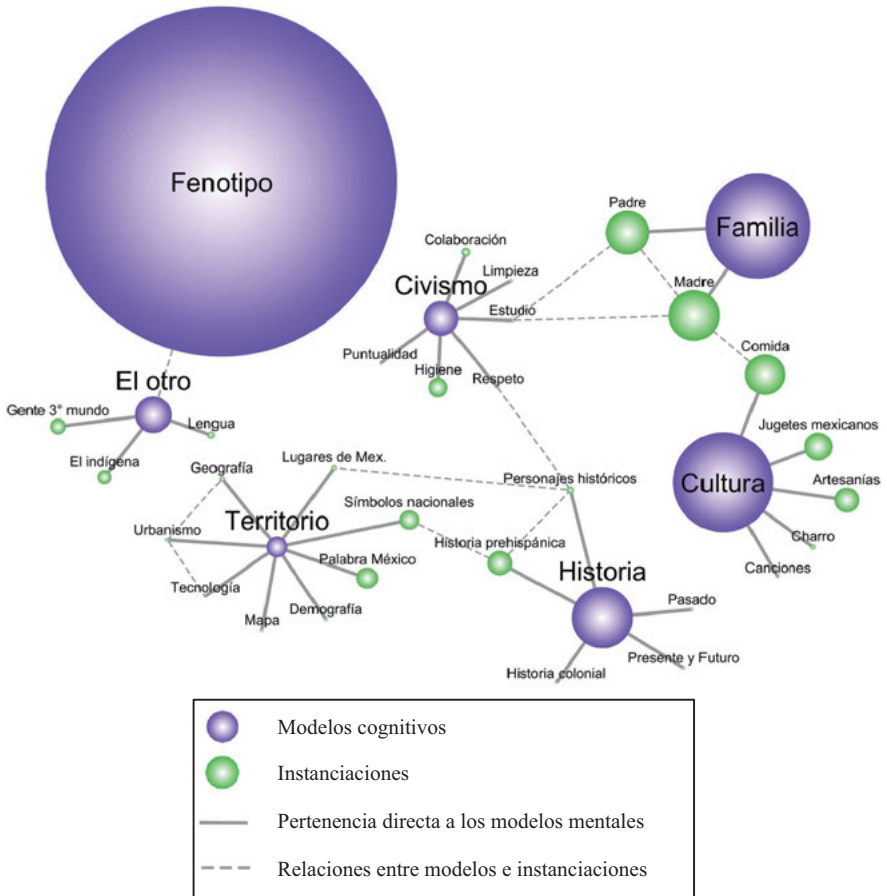 Fenotipo
Padre
Familia
Colaboración
Limpieza
Civismo
Madre
Estudio
Comida
Puntualidad
Higiene
Respeto
El otro
Gente 3° mundo
Lengua
Jugetes mexicanos
El indígena
Geografía
Lugares de Mex.
Personajes históricos
Cultura
Artesanías
Símbolos nacionales
Urbanismo
Territorio
Historia prehispánica
Charro
Palabra México
Canciones
Tecnología
Historia
Pasado
Mapa
Demografía
Presente y Futuro
Historia colonial
Modelos cognitivos
Instanciaciones
Pertenencia directa a los modelos mentales
Relaciones entre modelos e instanciaciones